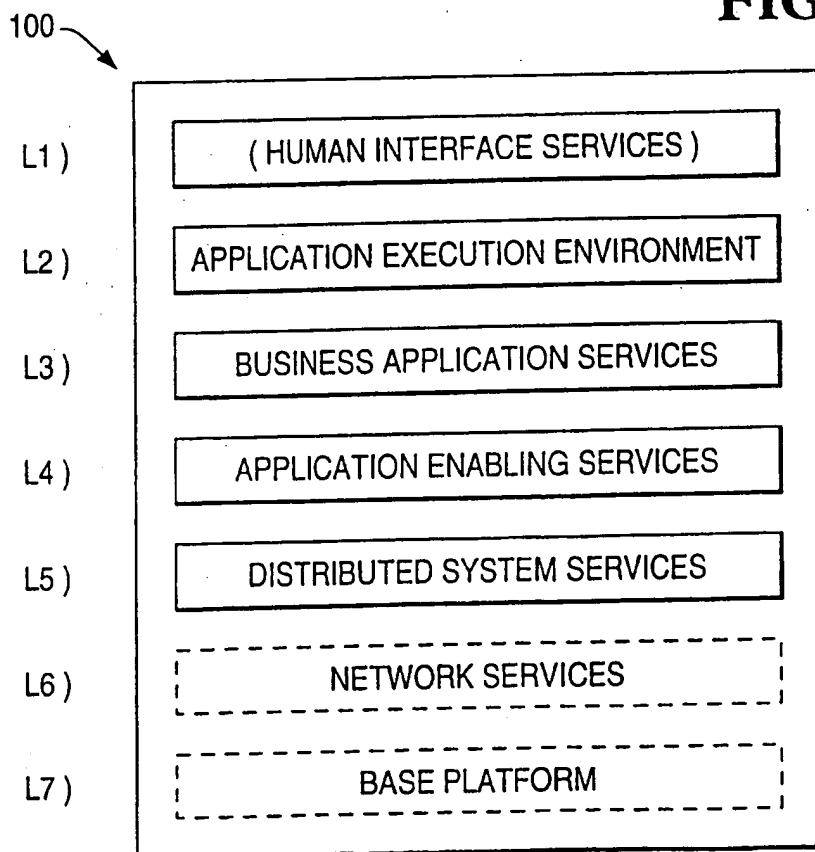 FIG
100
L1) (HUMAN INTERFACE SERVICES)
L2) APPLICATION EXECUTION ENVIRONMENT
L3) BUSINESS APPLICATION SERVICES
L4) APPLICATION ENABLING SERVICES
L5) DISTRIBUTED SYSTEM SERVICES
L6) NETWORK SERVICES
L7) BASE PLATFORM